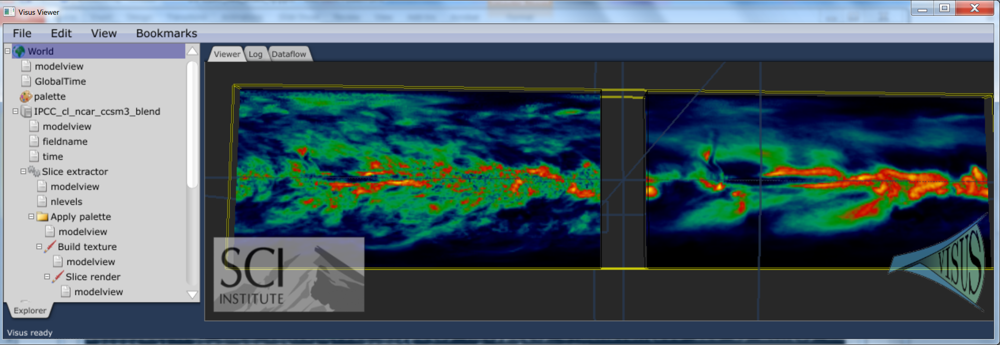 Visus Viewer
File Edit View Bookmarks
World
modelview
GlobalTime
palette
IPCC_cl_ncar_ccsm3_blend
modelview
fieldname
time
Slice extractor
modelview
nlevels
Apply palette
modelview
Build texture
modelview
Slice render
modelview
Explorer
Visus ready
Viewer Log Dataflow
SCI
INSTITUTE
VISUS